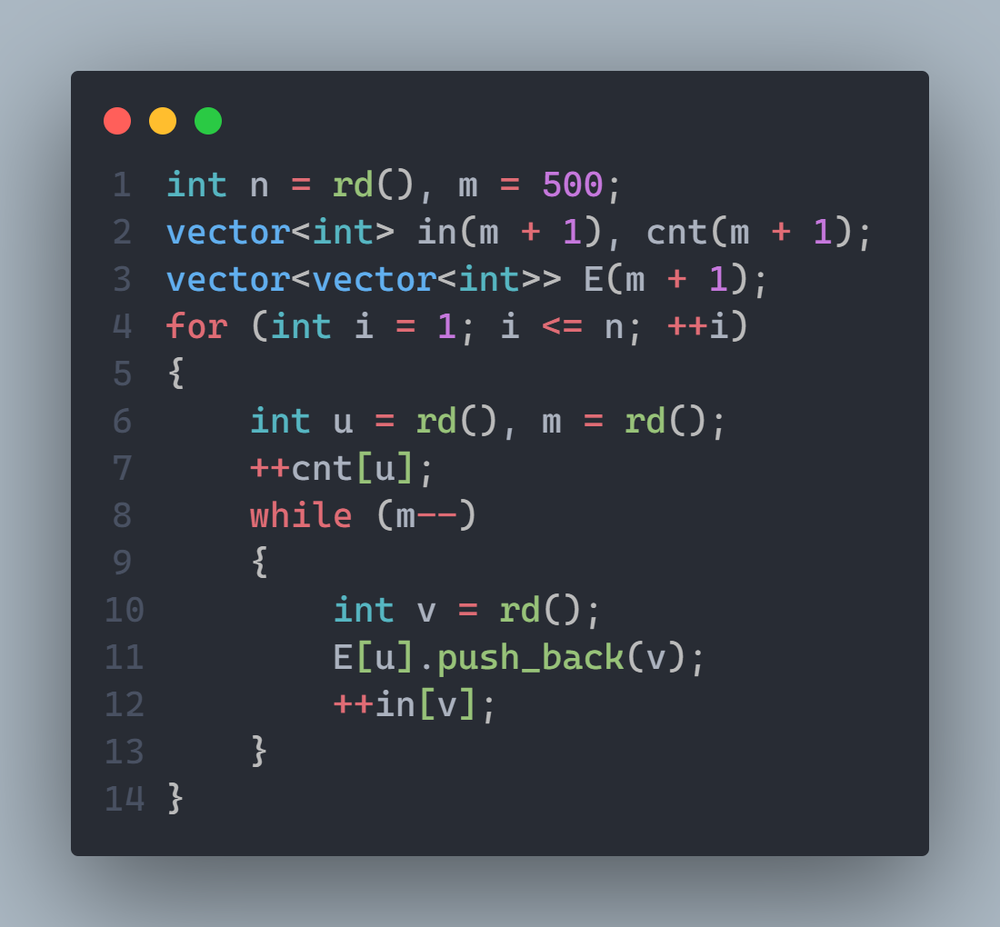 1 int n = rd(), m = 500;
2 vector<int> in(m + 1), cnt(m + 1);
3 vector<vector<int>> E(m + 1);
4 for (int i = 1; i <= n; ++i)
5 {
6     int u = rd(), m = rd();
7     ++cnt[u];
8     while (m--)
9     {
10         int v = rd();
11         E[u].push_back(v);
12         ++in[v];
13     }
14 }